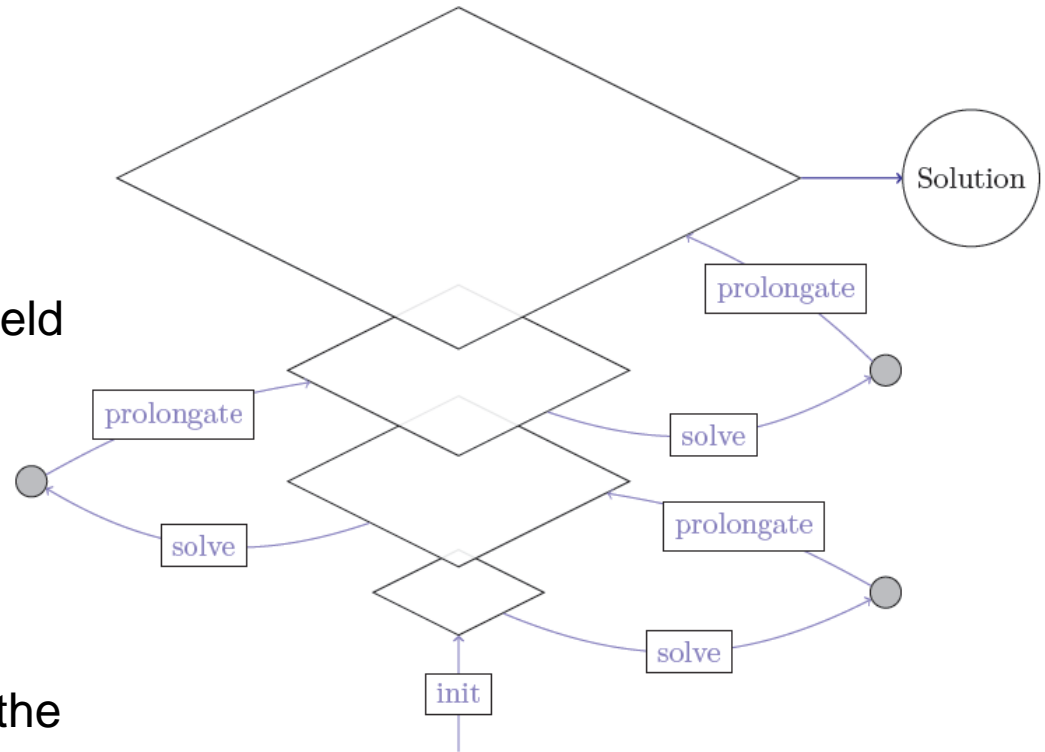 Solution
prolongate
eld
prolongate
solve
prolongate
solve
solve
init
the